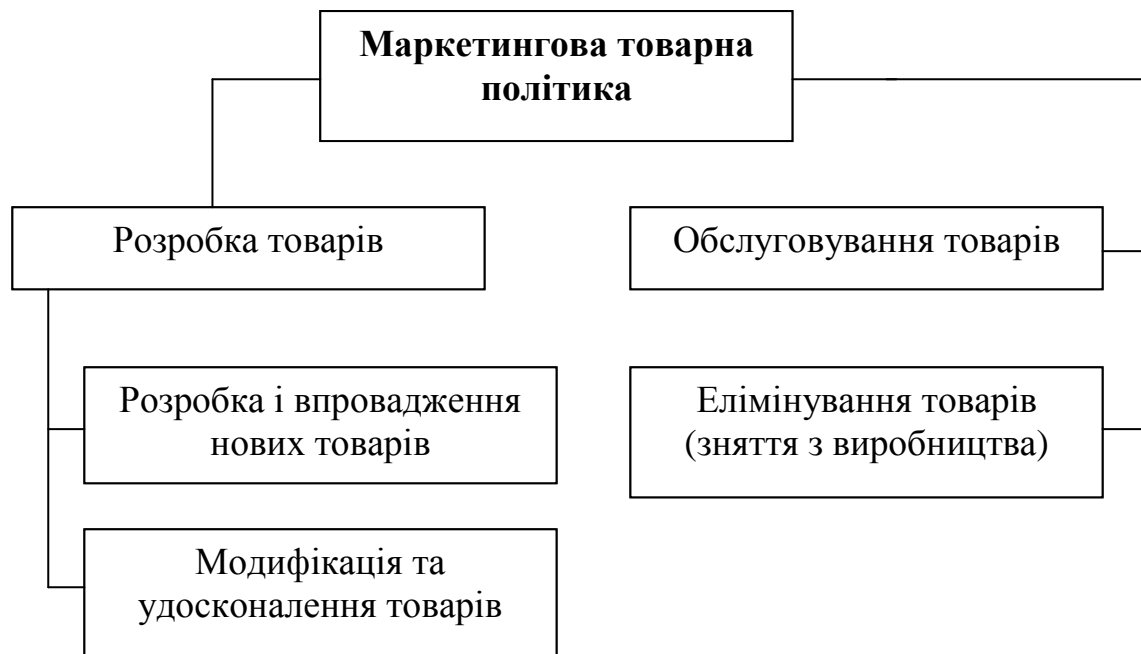 Маркетингова товарна
політика
Розробка товарів
Обслуговування товарів
Розробка і впровадження
нових товарів
Елімінування товарів
(зняття з виробництва)
Модифікація та
удосконалення товарів